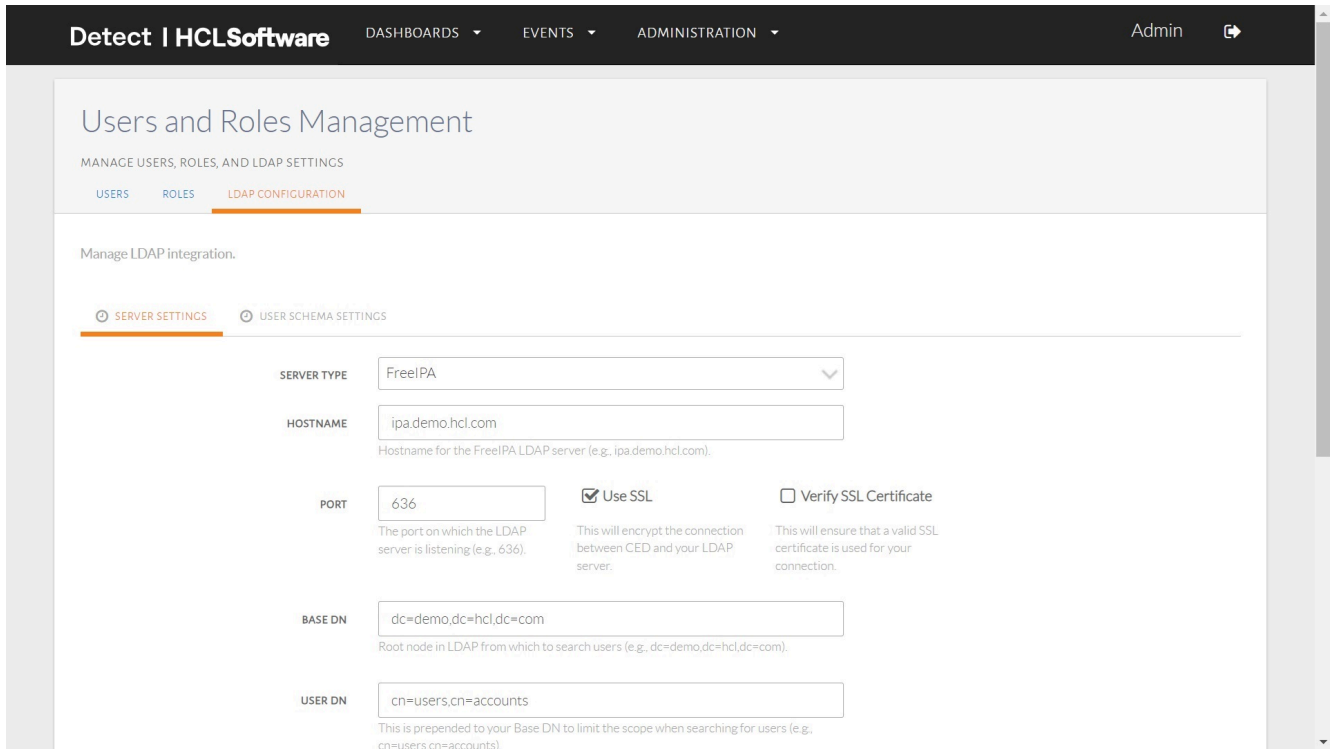 Detect | HCLSoftware DASHBOARDS EVENTS ADMINISTRATION Admin
Users and Roles Management
MANAGE USERS, ROLES, AND LDAP SETTINGS
USERS ROLES LDAP CONFIGURATION
Manage LDAP integration.
SERVER SETTINGS USER SCHEMA SETTINGS
SERVER TYPE FreeIPA
HOSTNAME ipa.demo.hcl.com
Hostname for the FreeIPA LDAP server (e.g., ipa.demo.hcl.com).
PORT 636 Use SSL Verify SSL Certificate
The port on which the LDAP
server is listening (e.g., 636).
This will encrypt the connection
between CED and your LDAP
server.
This will ensure that a valid SSL
certificate is used for your
connection.
BASE DN dc=demo,dc=hcl,dc=com
Root node in LDAP from which to search users (e.g., dc=demo,dc=hcl,dc=com).
USER DN cn=users,cn=accounts
This is prepended to your Base DN to limit the scope when searching for users (e.g.,
cn=users,cn=accounts)